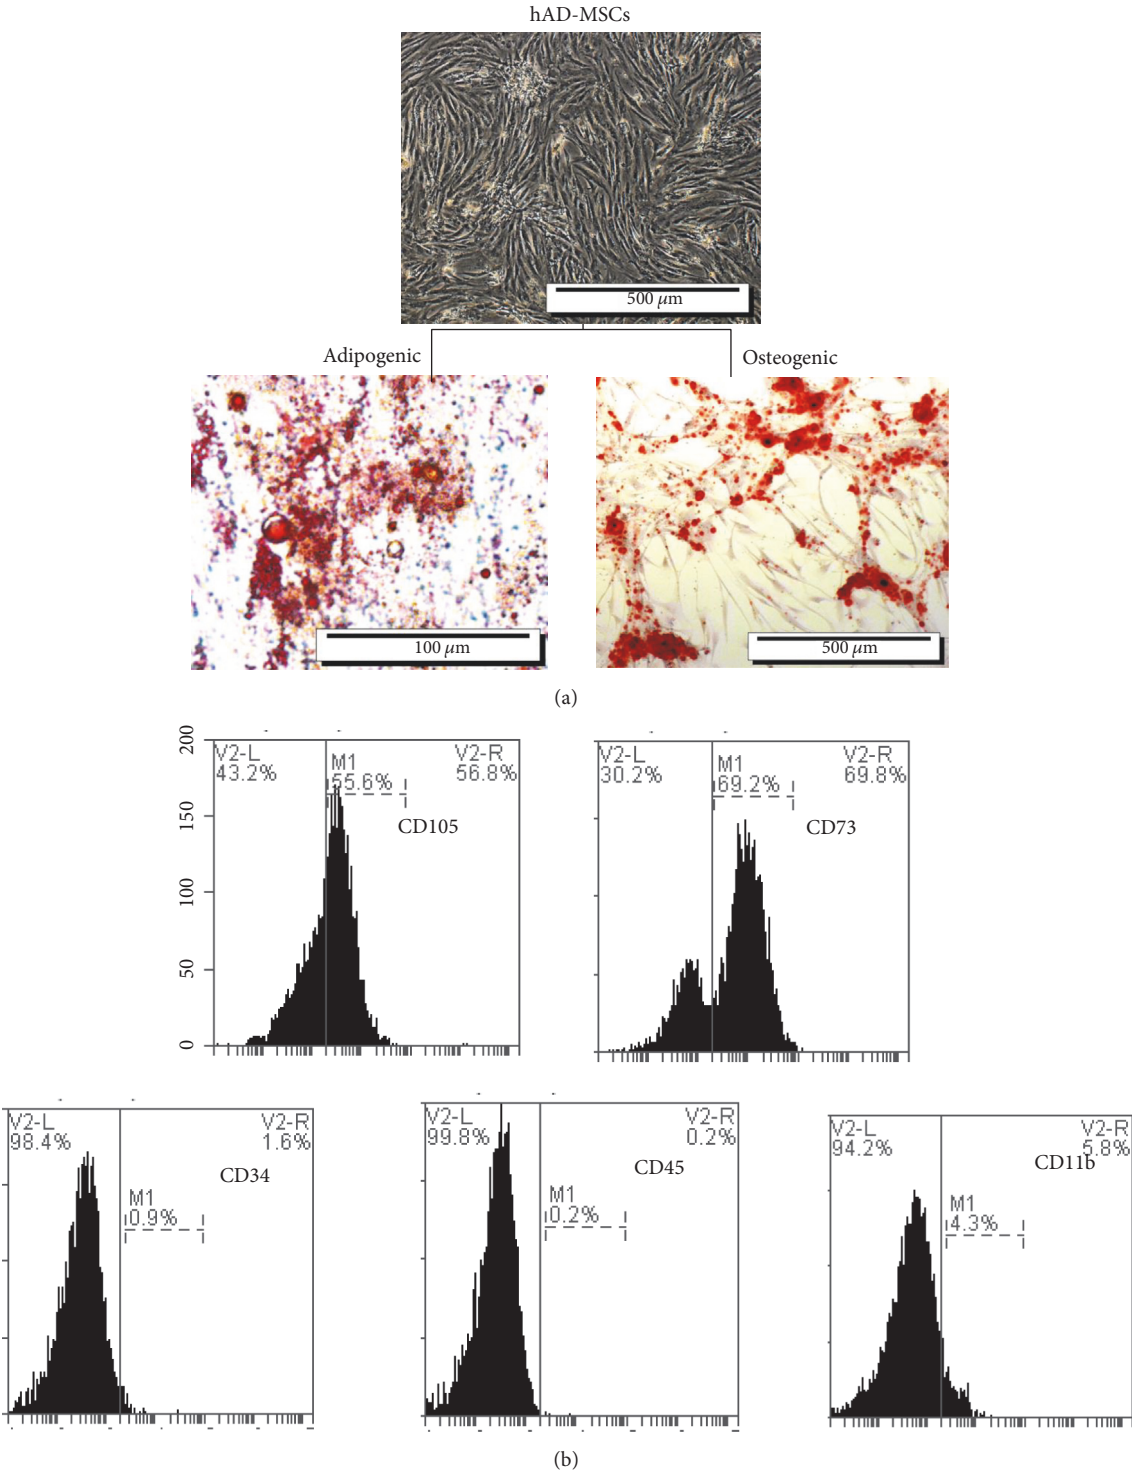 hAD-MSCs
500 μm
Adipogenic
Osteogenic
100 μm
500 μm
(a)
200
150
100
50
0
V2-L
43.2%
M1
55.6%
V2-R
56.8%
CD105
V2-L
30.2%
M1
69.2%
V2-R
69.8%
CD73
V2-L
98.4%
V2-R
1.6%
CD34
M1
0.9%
V2-L
99.8%
V2-R
0.2%
CD45
M1
0.2%
V2-L
94.2%
V2-R
5.8%
CD11b
M1
4.3%
(b)